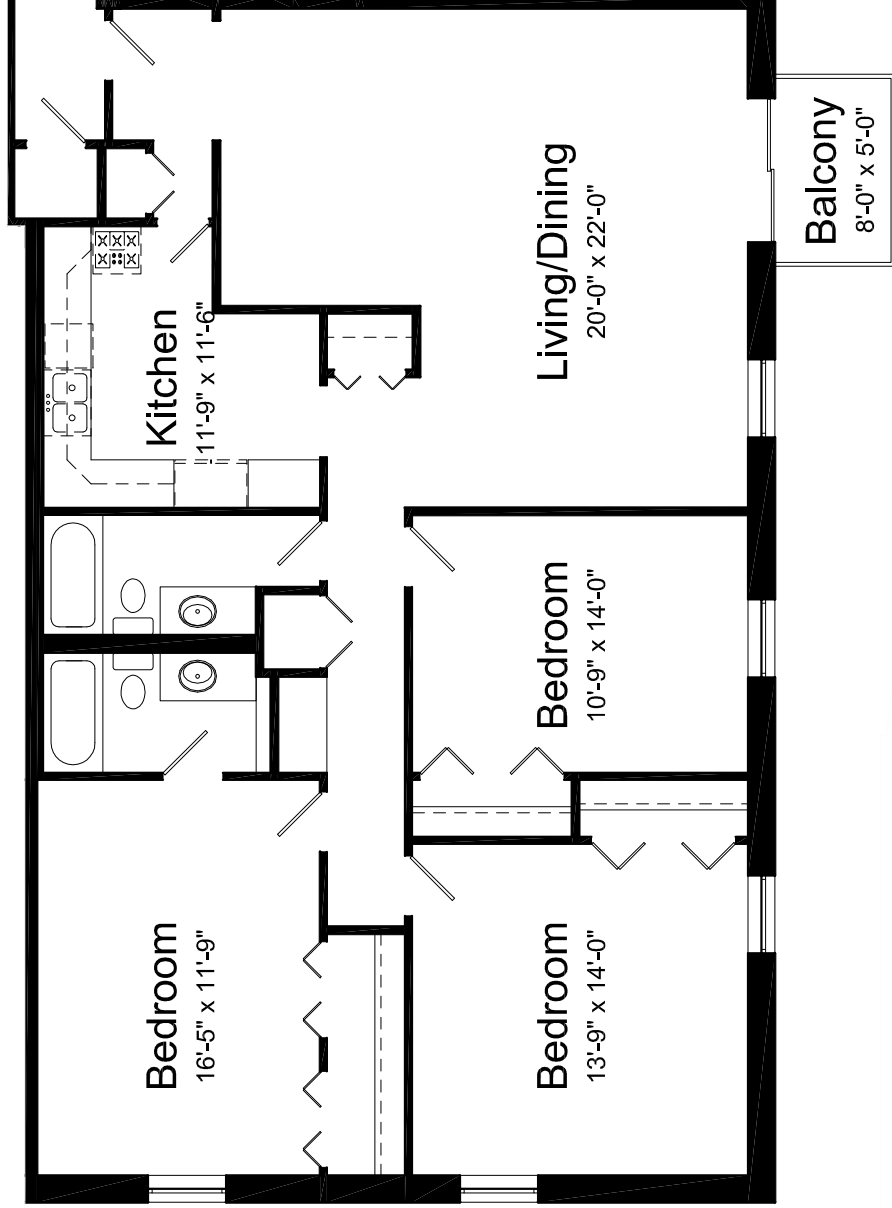 Balcony
8'-0" x 5'-0"
Living/Dining
20'-0" x 22'-0"
Kitchen
11'-9" x 11'-6"
Bedroom
10'-9" x 14'-0"
Bedroom
16'-5" x 11'-9"
Bedroom
13'-9" x 14'-0"